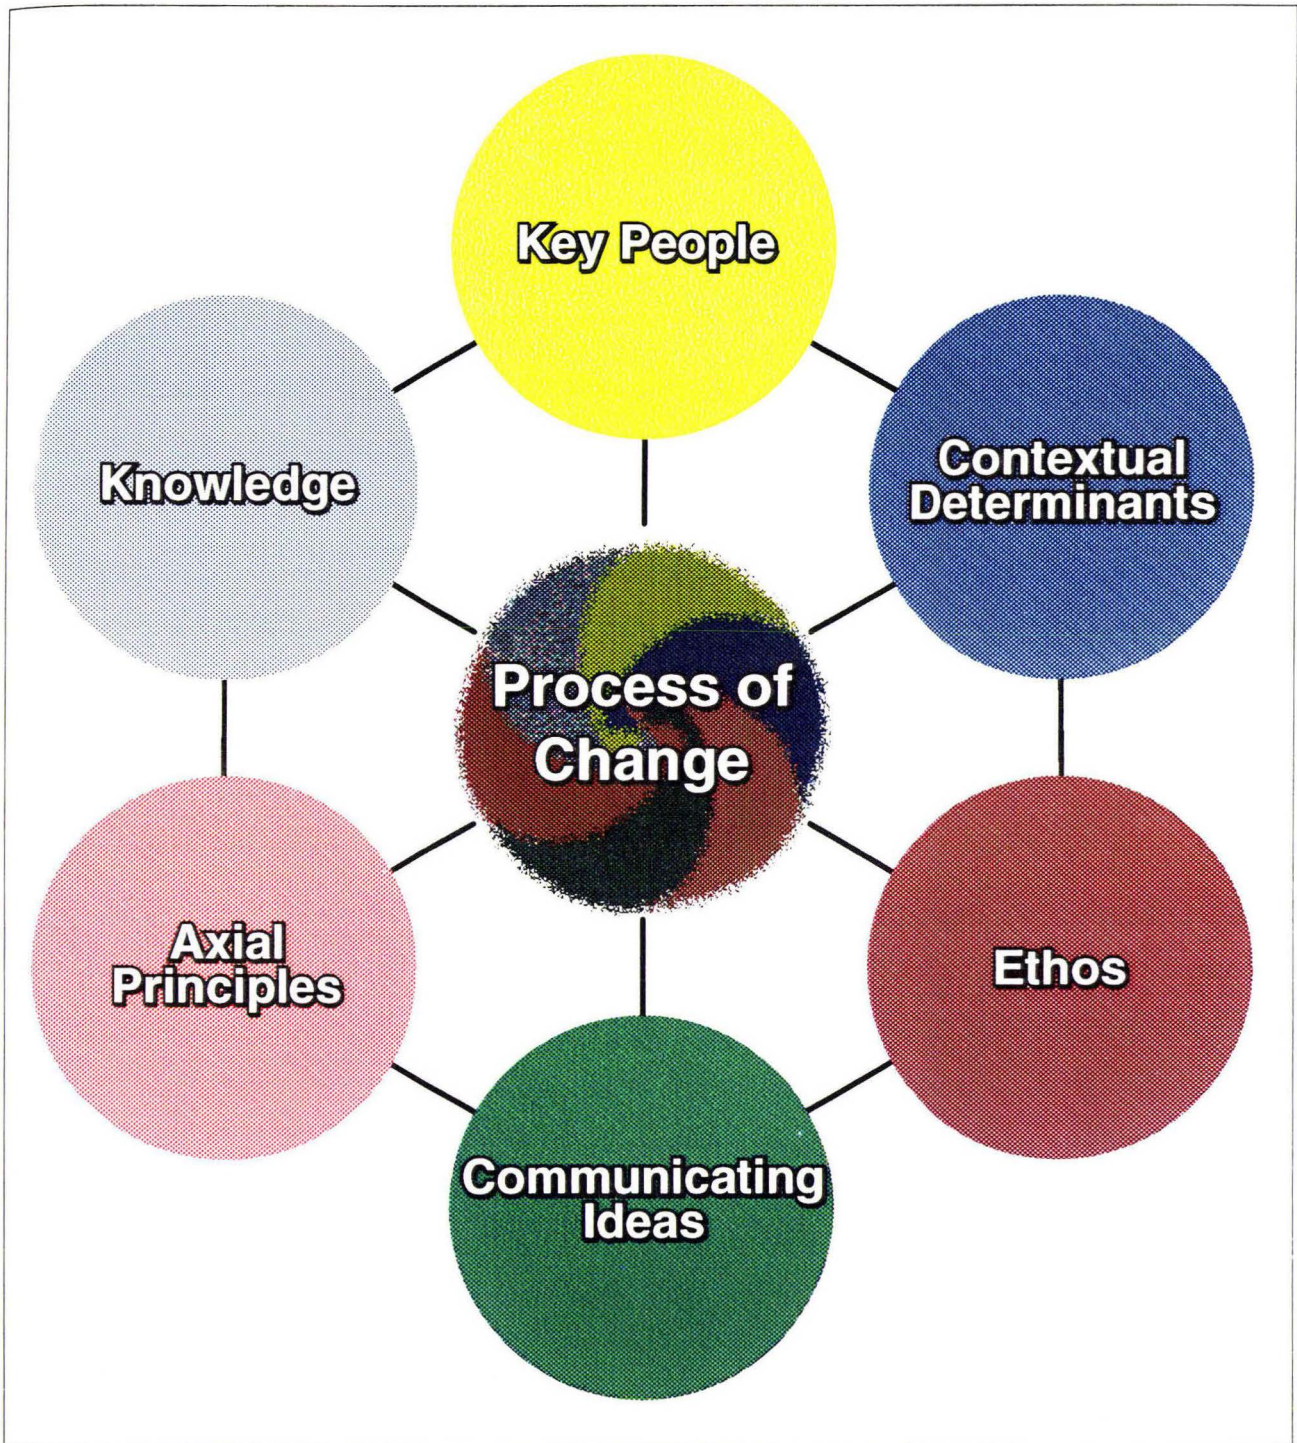 Key People
Knowledge
Contextual
Determinants
Process of
Change
Axial
Principles
Ethos
Communicating
Ideas